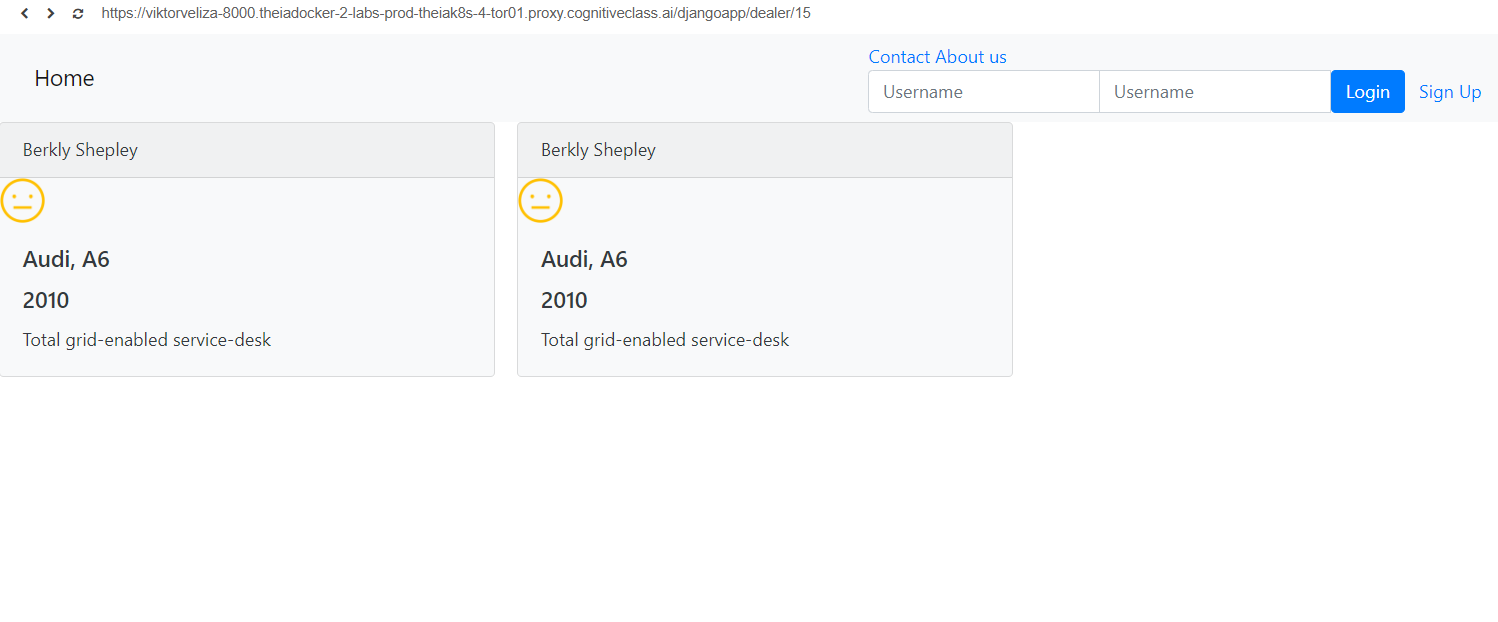 https://viktorveliza-8000.theiadocker-2-labs-prod-theiak8s-4-tor01.proxy.cognitiveclass.ai/djangoapp/dealer/15
Home
Contact About us
Username Username Login Sign Up
Berkly Shepley
Audi, A6
2010
Total grid-enabled service-desk
Berkly Shepley
Audi, A6
2010
Total grid-enabled service-desk